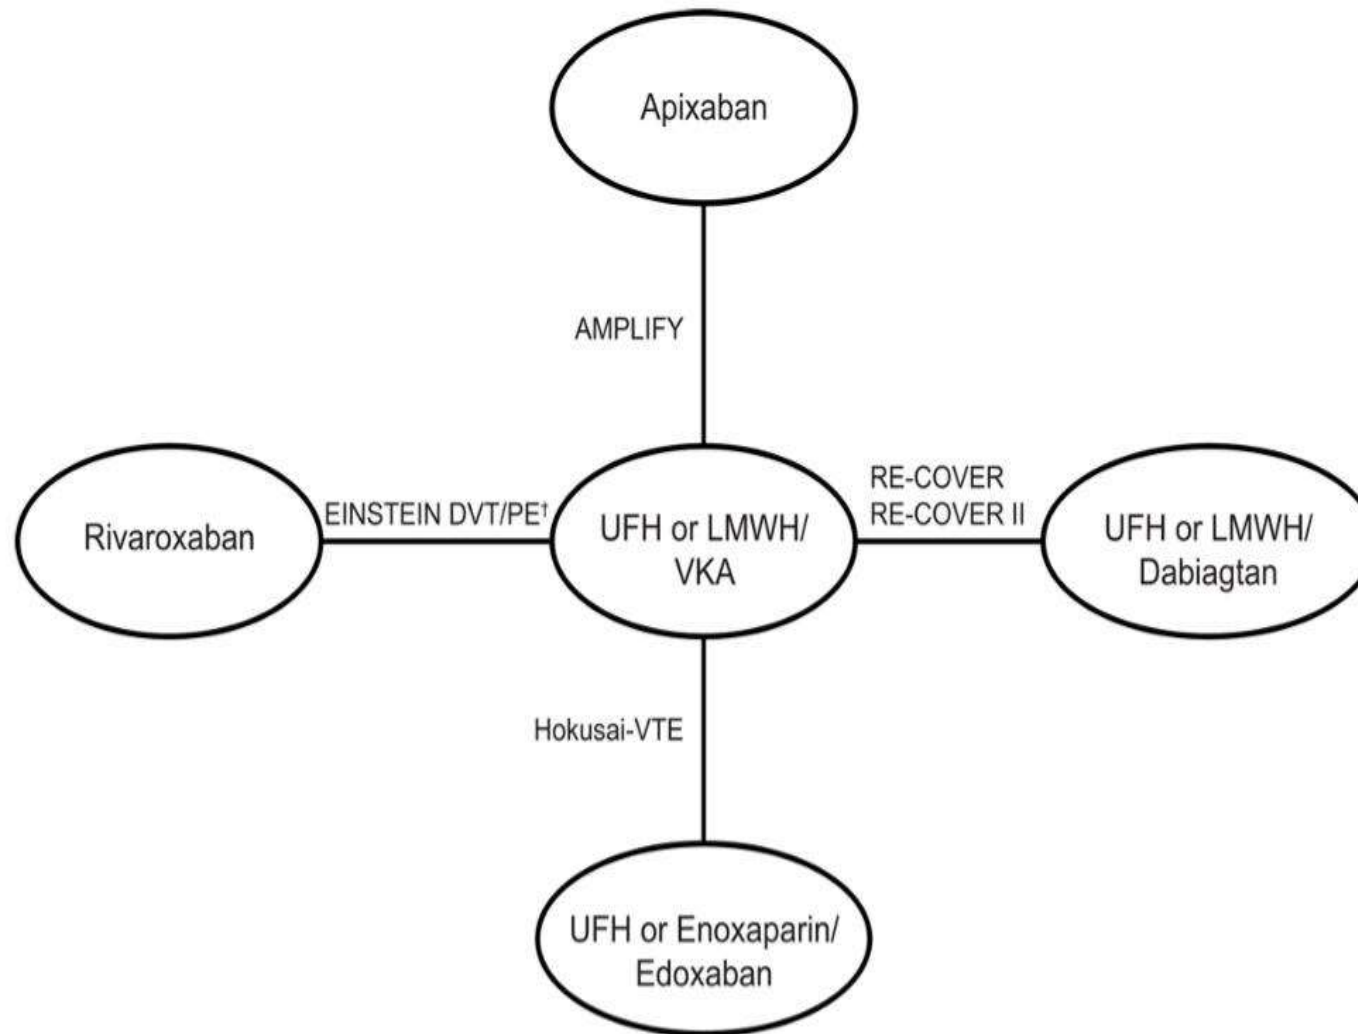 Apixaban
AMPLIFY
Rivaroxaban
EINSTEIN DVT/PE†
UFH or LMWH/
VKA
RE-COVER
RE-COVER II
UFH or LMWH/
Dabiagtan
Hokusai-VTE
UFH or Enoxaparin/
Edoxaban